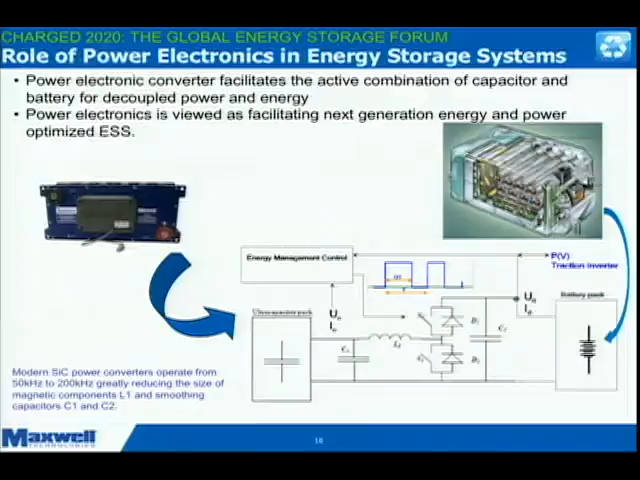 CHARGED 2020: THE GLOBAL ENERGY STORAGE FORUM
Role of Power Electronics in Energy Storage Systems
• Power electronic converter facilitates the active combination of capacitor and
battery for decoupled power and energy
• Power electronics is viewed as facilitating next generation energy and power
optimized ESS.
Energy Management Control
P(V)
Traction Inverter
Ultracapacitor pack
Battery pack
Modern SiC power converters operate from
50kHz to 200kHz greatly reducing the size of
magnetic components L1 and smoothing
capacitors C1 and C2.
Maxwell
TECHNOLOGIES